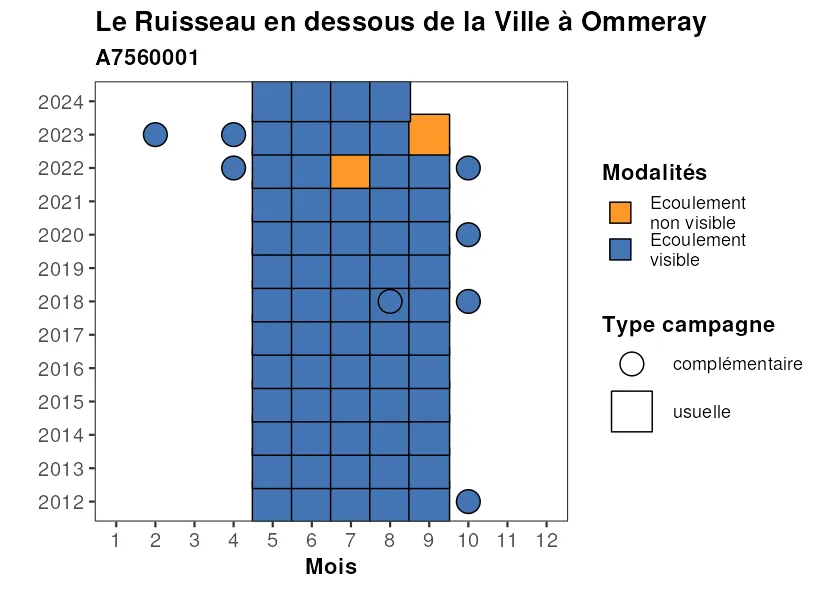 Le Ruisseau en dessous de la Ville à Ommeray
A7560001
2024
2023
2022
2021
2020
2019
2018
2017
2016
2015
2014
2013
2012
1 2 3 4 5 6 7 8 9 10 11 12
Mois
Modalités
Ecoulement
non visible
Ecoulement
visible
Type campagne
complémentaire
usuelle